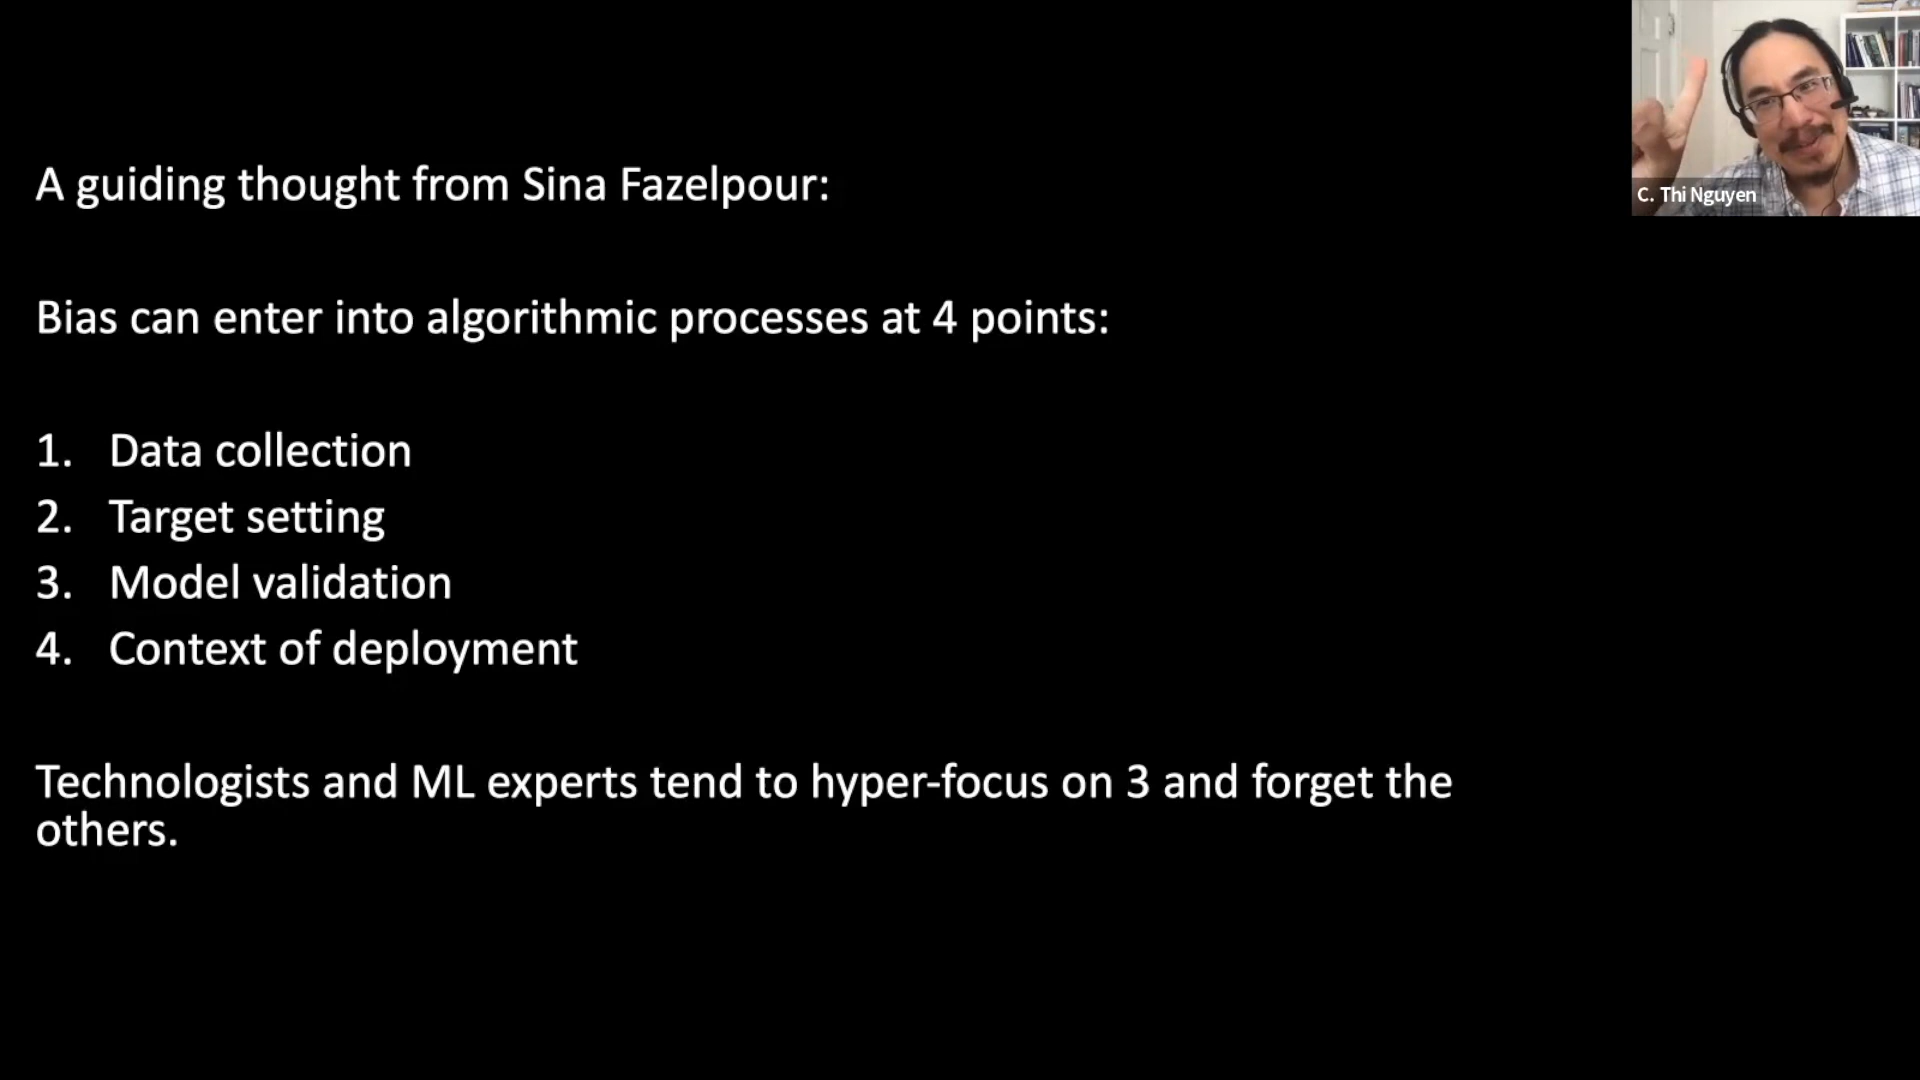 A guiding thought from Sina Fazelpour:
Bias can enter into algorithmic processes at 4 points:
1. Data collection
2. Target setting
3. Model validation
4. Context of deployment
Technologists and ML experts tend to hyper-focus on 3 and forget the
others.
C. Thi Nguyen